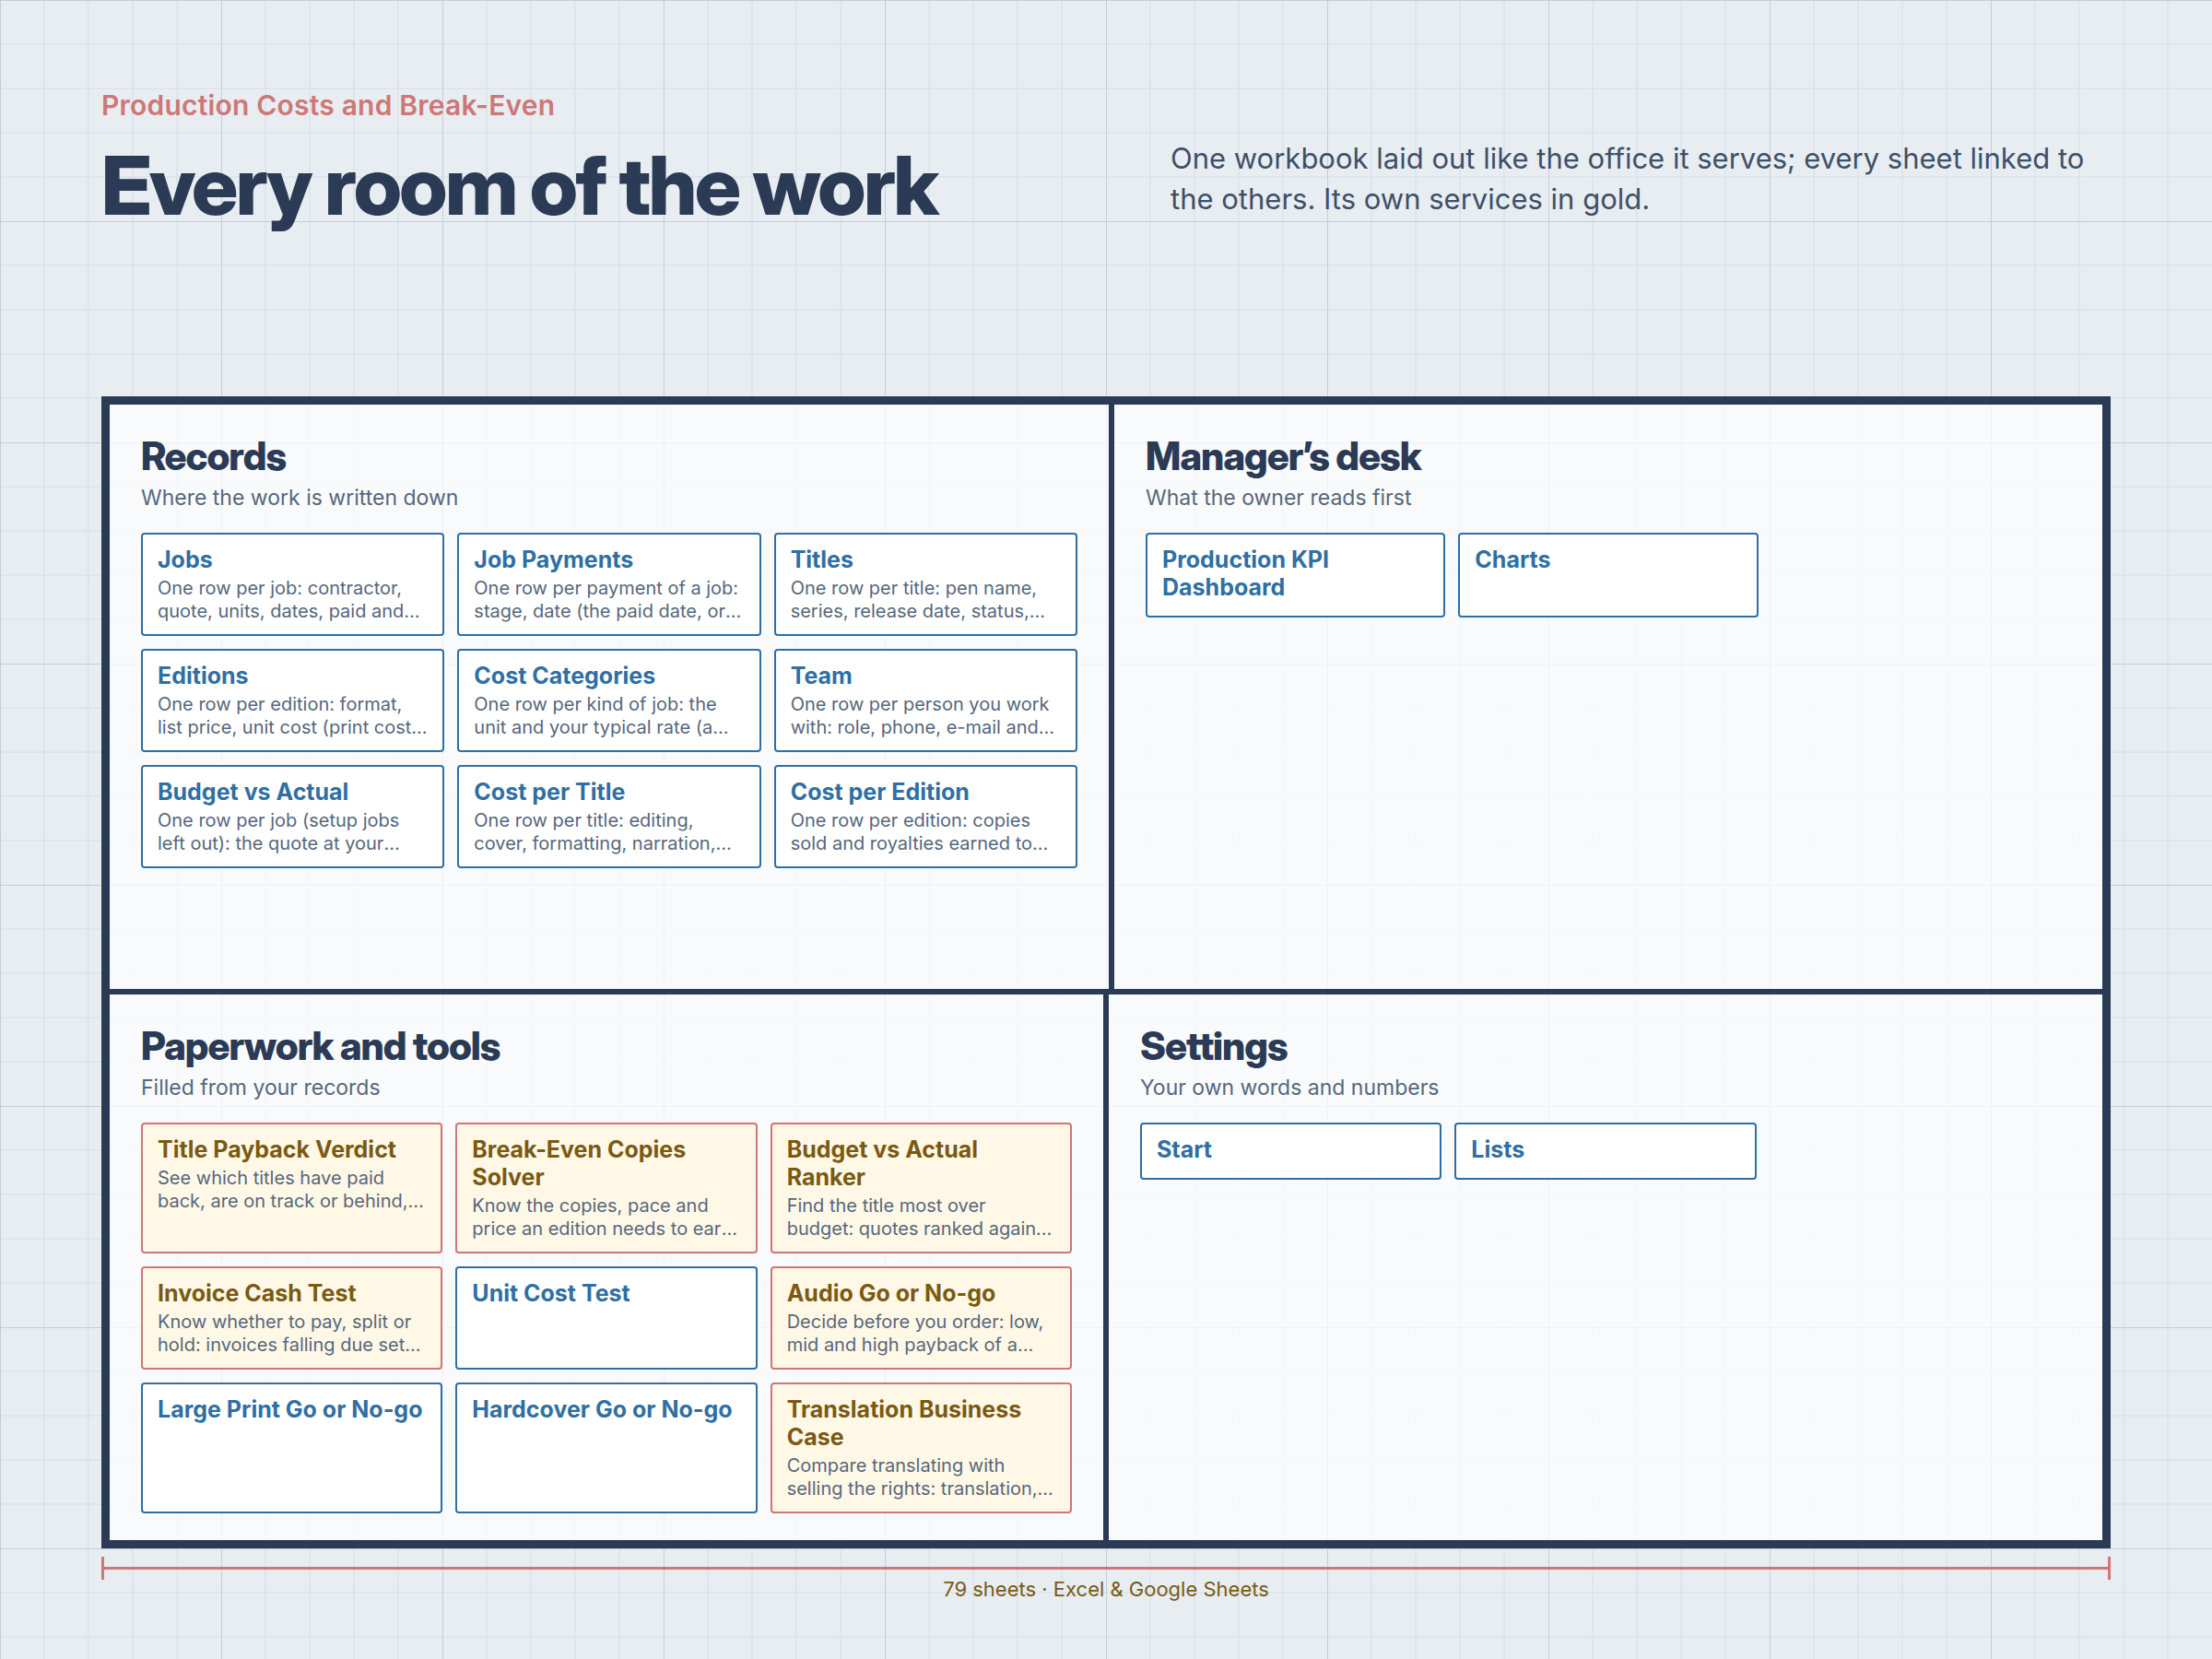 Production Costs and Break-Even
Every room of the work
One workbook laid out like the office it serves; every sheet linked to
the others. Its own services in gold.
Records
Where the work is written down
Jobs
One row per job: contractor,
quote, units, dates, paid and...
Job Payments
One row per payment of a job:
stage, date (the paid date, or...
Titles
One row per title: pen name,
series, release date, status,...
Editions
One row per edition: format,
list price, unit cost (print cost...
Cost Categories
One row per kind of job: the
unit and your typical rate (a...
Team
One row per person you work
with: role, phone, e-mail and...
Budget vs Actual
One row per job (setup jobs
left out): the quote at your...
Cost per Title
One row per title: editing,
cover, formatting, narration,...
Cost per Edition
One row per edition: copies
sold and royalties earned to...
Manager’s desk
What the owner reads first
Production KPI
Dashboard
Charts
Paperwork and tools
Filled from your records
Title Payback Verdict
See which titles have paid
back, are on track or behind,...
Break-Even Copies
Solver
Know the copies, pace and
price an edition needs to ear...
Budget vs Actual
Ranker
Find the title most over
budget: quotes ranked again...
Invoice Cash Test
Know whether to pay, split or
hold: invoices falling due set...
Unit Cost Test
Audio Go or No-go
Decide before you order: low,
mid and high payback of a...
Large Print Go or No-go
Hardcover Go or No-go
Translation Business
Case
Compare translating with
selling the rights: translation,...
Settings
Your own words and numbers
Start
Lists
79 sheets · Excel & Google Sheets